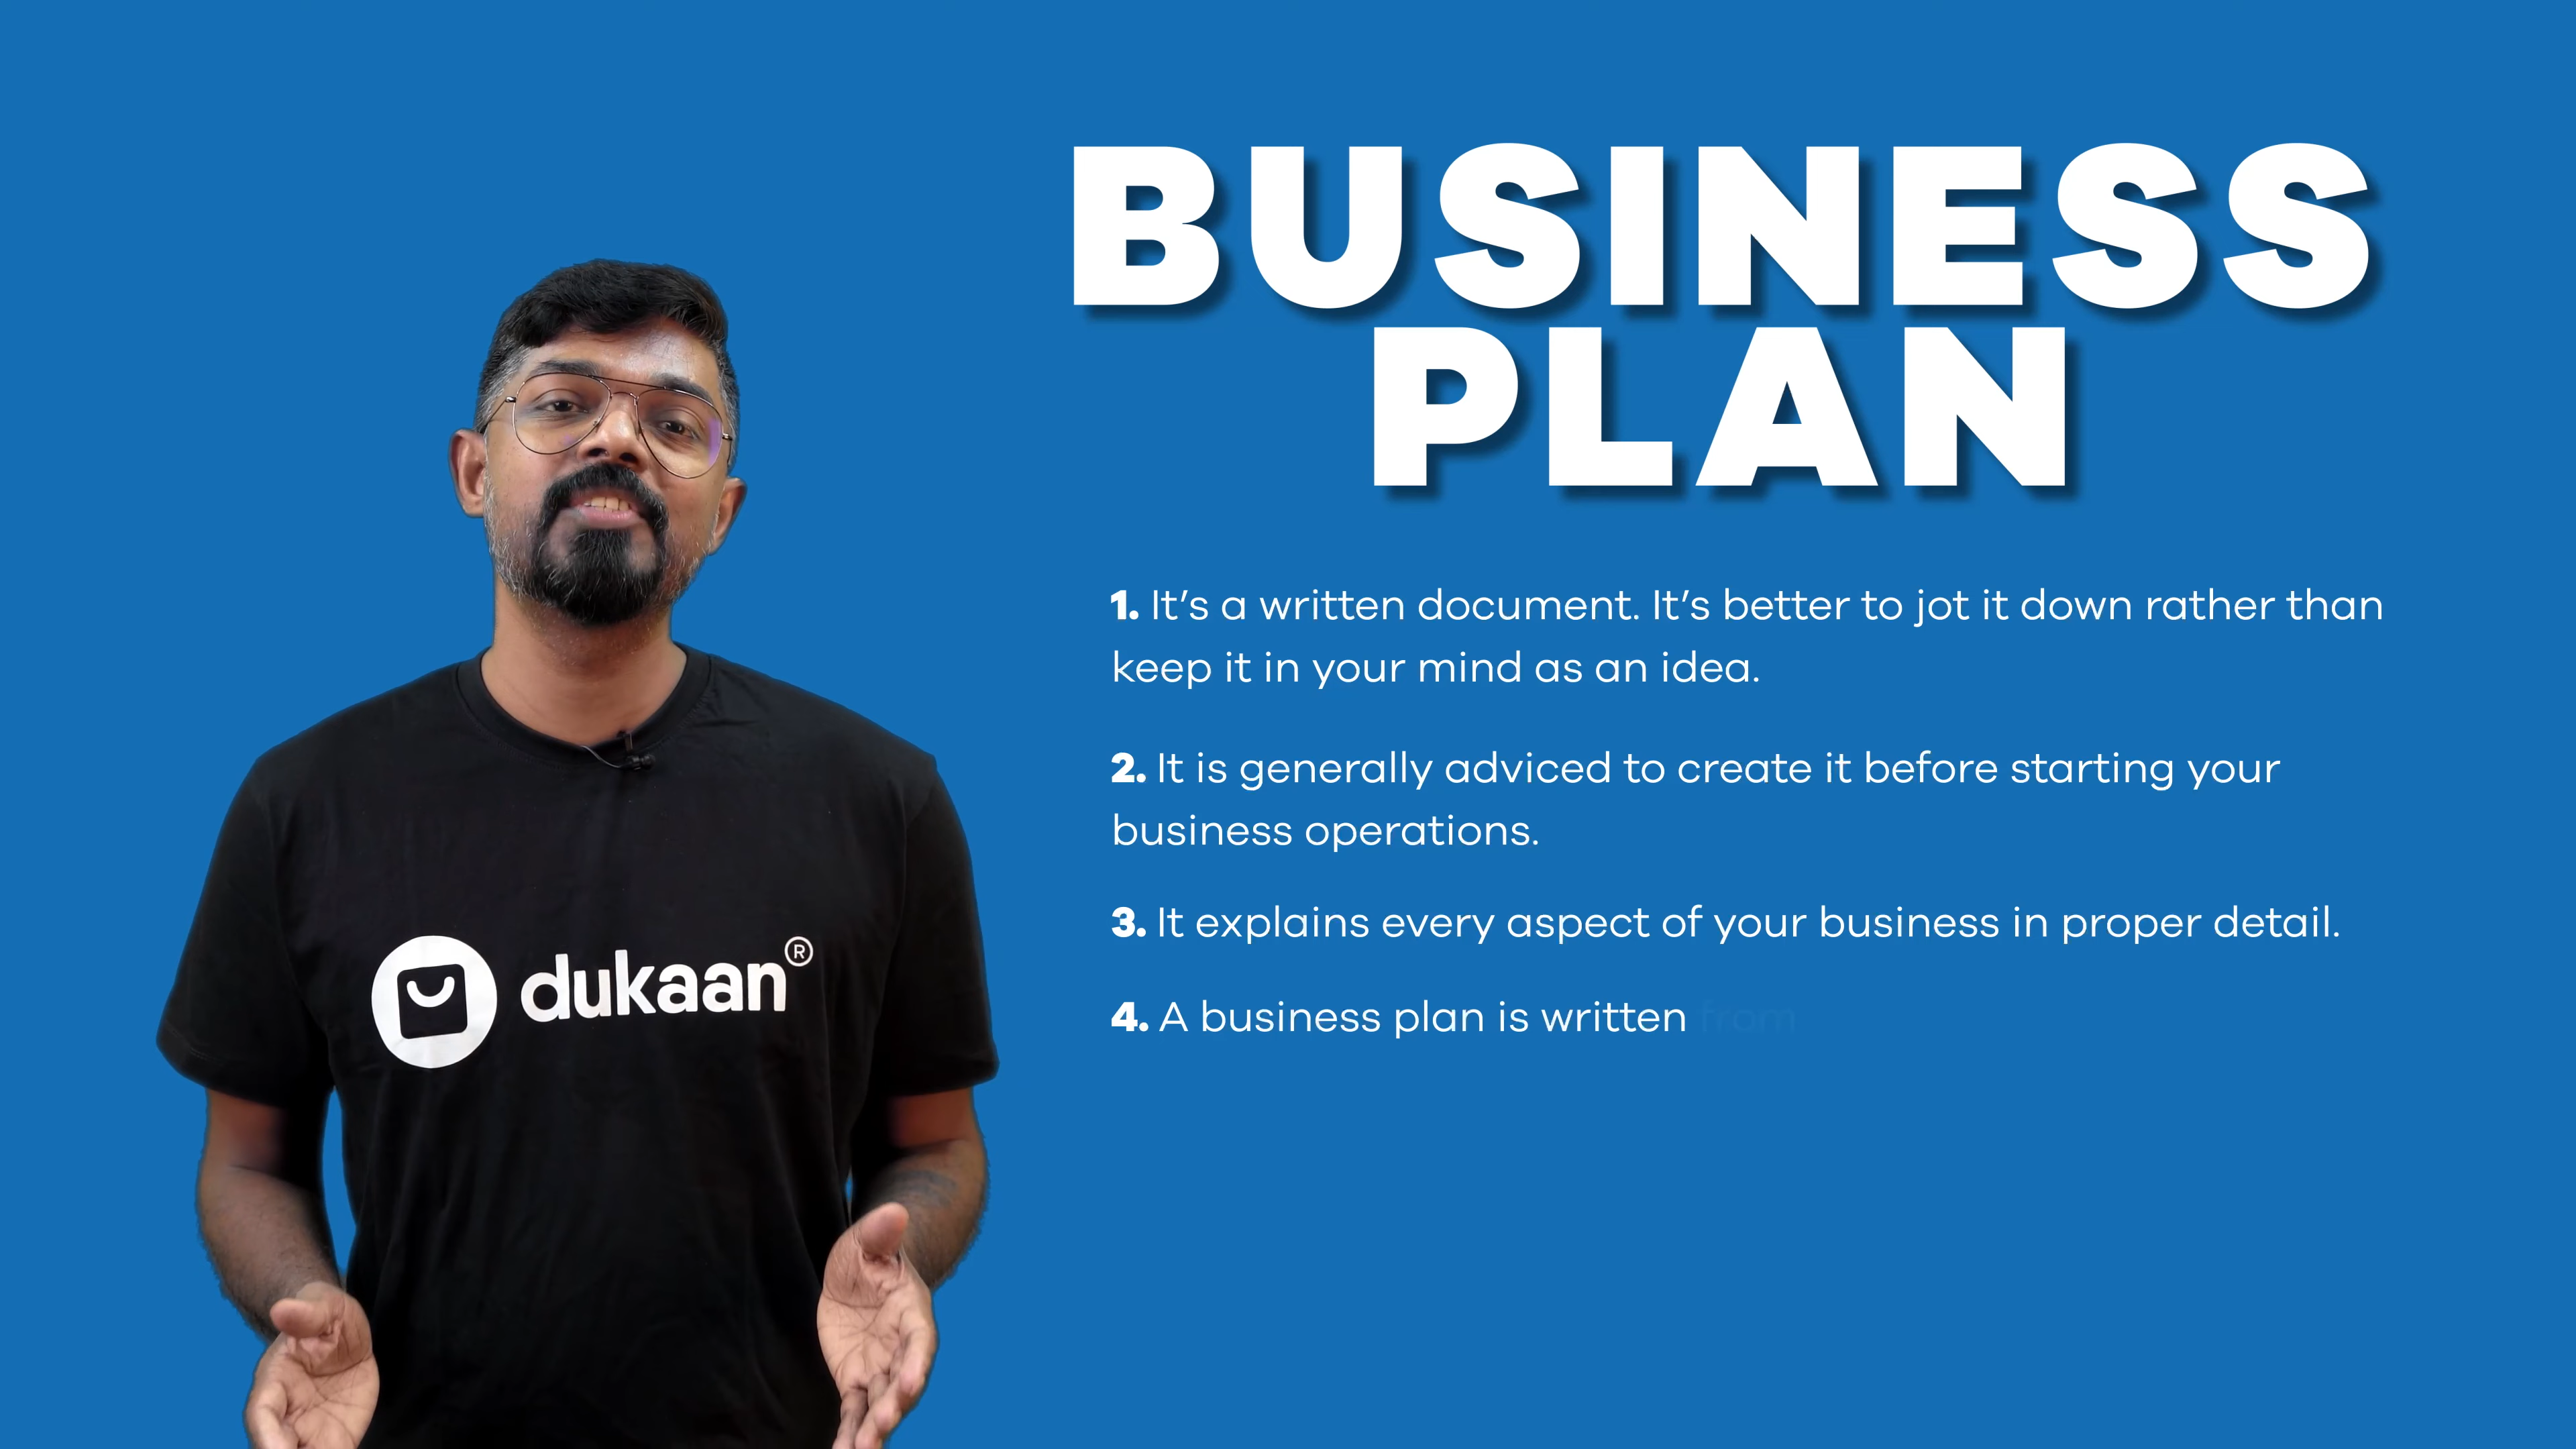 BUSINESS
PLAN
1. It’s a written document. It’s better to jot it down rather than
keep it in your mind as an idea.
2. It is generally adviced to create it before starting your
business operations.
3. It explains every aspect of your business in proper detail.
4. A business plan is written from
dukaan®